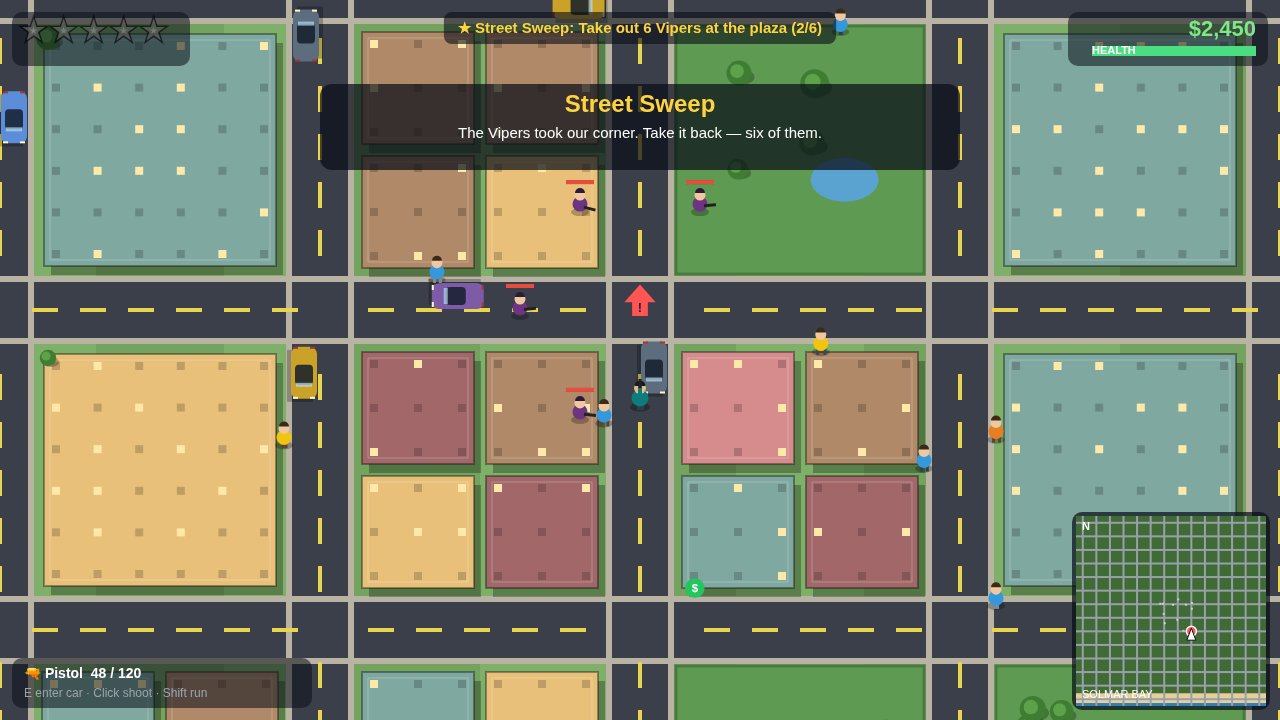 ★ Street Sweep: Take out 6 Vipers at the plaza (2/6)
$2,450
HEALTH
Street Sweep
The Vipers took our corner. Take it back — six of them.
!
$
N
SOLMAR BAY
Pistol 48 / 120
E enter car · Click shoot · Shift run